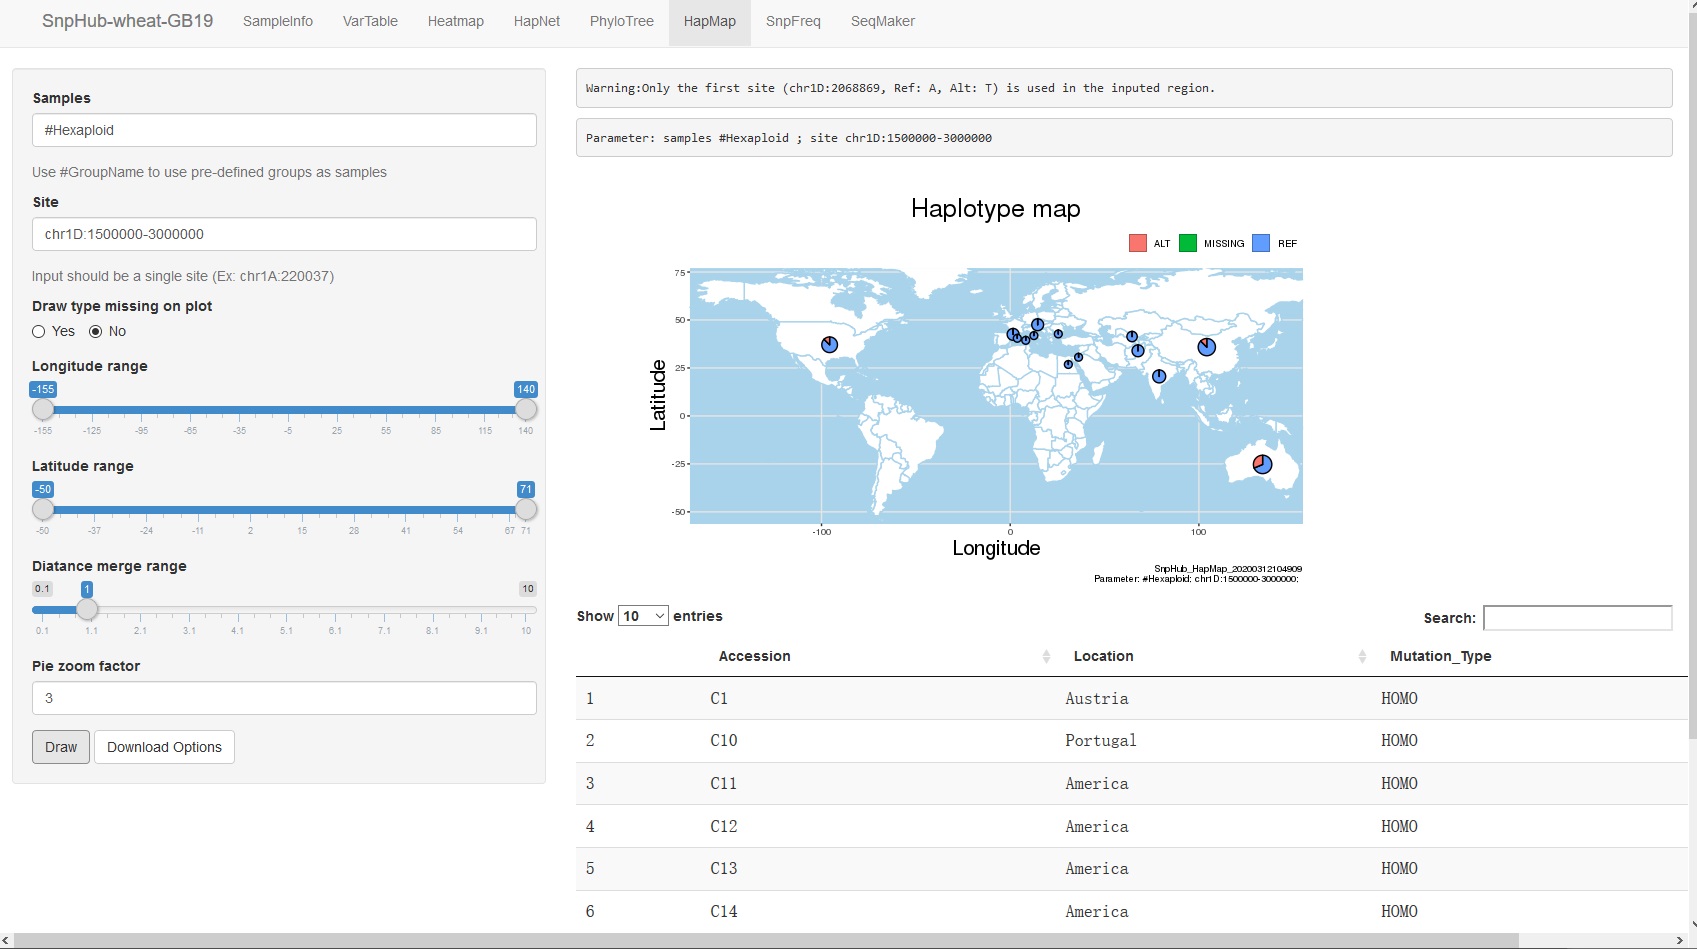 SnpHub-wheat-GB19 SampleInfo VarTable Heatmap HapNet PhyloTree HapMap SnpFreq SeqMaker
Samples
#Hexaploid
Use #GroupName to use pre-defined groups as samples
Site
chr1D:1500000-3000000
Input should be a single site (Ex: chr1A:220037)
Draw type missing on plot
Yes No
Longitude range
-155 140
-155 -125 -95 -65 -35 -5 25 55 85 115 140
Latitude range
-50 71
-50 -37 -24 -11 2 15 28 41 54 67 71
Diatance merge range
0.1 1 10
0.1 1.1 2.1 3.1 4.1 5.1 6.1 7.1 8.1 9.1 10
Pie zoom factor
3
Draw Download Options
Warning:Only the first site (chr1D:2068869, Ref: A, Alt: T) is used in the inputed region.
Parameter: samples #Hexaploid ; site chr1D:1500000-3000000
Haplotype map
ALT MISSING REF
75
50
25
0
-25
-50
Latitude
-100 0 100
Longitude
SnpHub_HapMap_20200312104909
Parameter: #Hexaploid; chr1D:1500000-3000000;
Show 10 entries
Search:
Accession Location Mutation_Type
1 C1 Austria HOMO
2 C10 Portugal HOMO
3 C11 America HOMO
4 C12 America HOMO
5 C13 America HOMO
6 C14 America HOMO